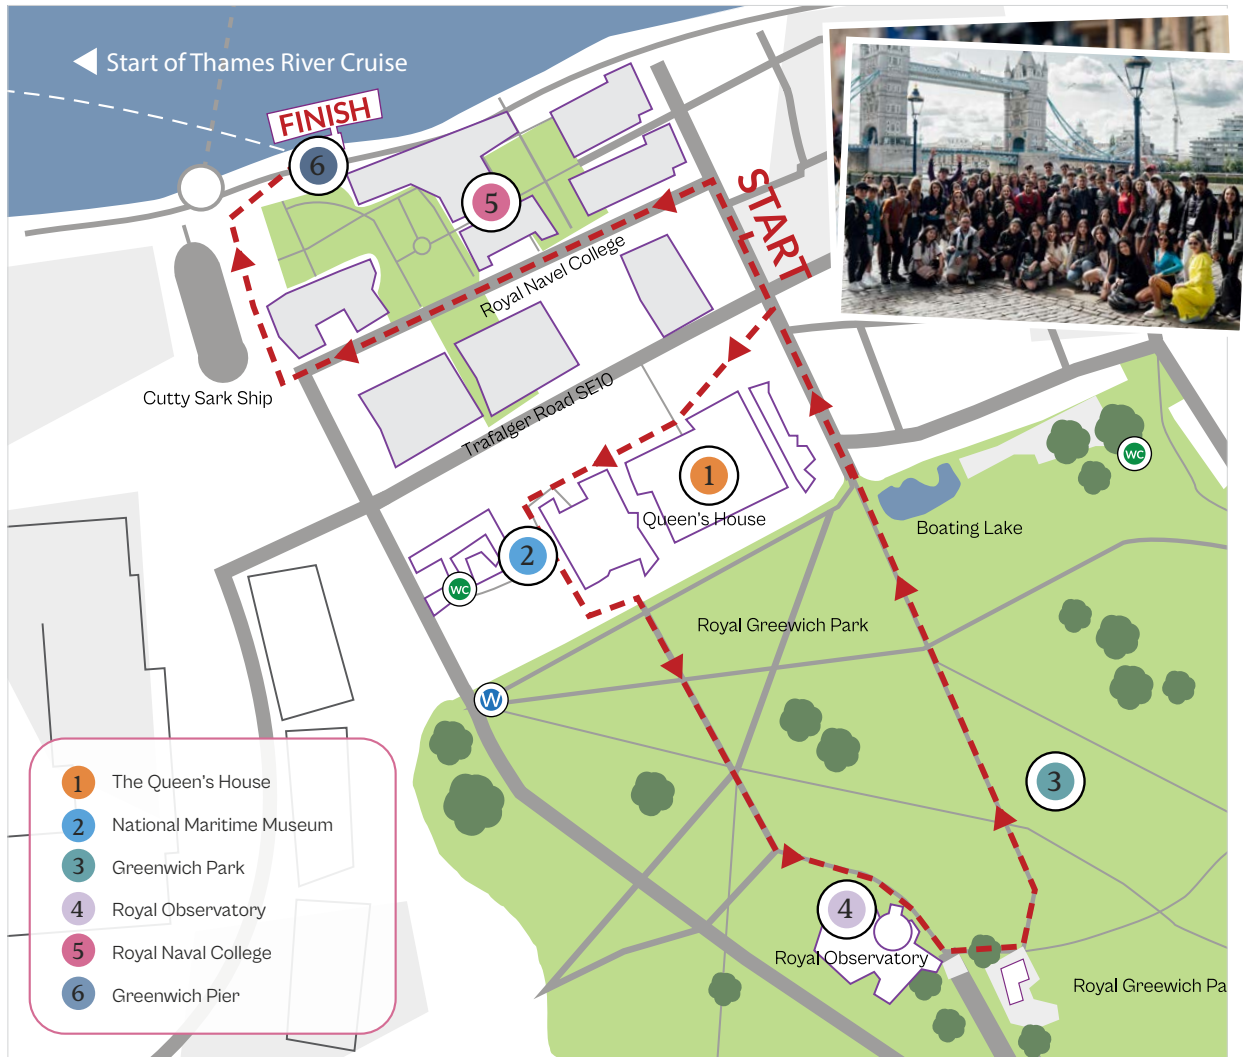 Start of Thames River Cruise
FINISH
6
5
START
Royal Navel College
Cutty Sark Ship
Trafalger Road SE10
1
Queen's House
WC
Boating Lake
2
WC
Royal Greewich Park
W
3
4
Royal Observatory
Royal Greewich Pa
1 The Queen's House
2 National Maritime Museum
3 Greenwich Park
4 Royal Observatory
5 Royal Naval College
6 Greenwich Pier